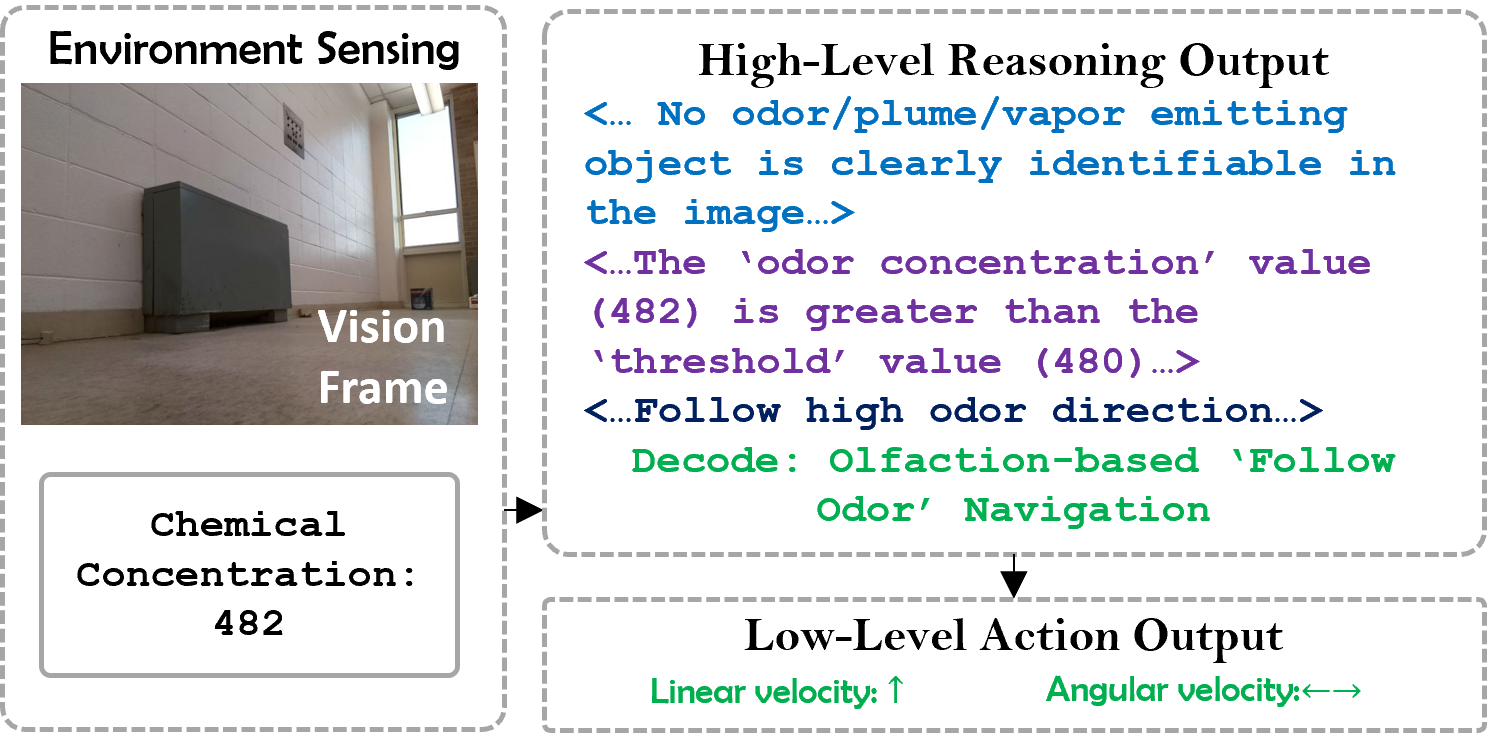 Environment Sensing
Vision
Frame
Chemical
Concentration:
482
High-Level Reasoning Output
<… No odor/plume/vapor emitting
object is clearly identifiable in
the image…>
<…The ‘odor concentration’ value
(482) is greater than the
‘threshold’ value (480)…>
<…Follow high odor direction…>
Decode: Olfaction-based ‘Follow
Odor’ Navigation
Low-Level Action Output
Linear velocity: ↑
Angular velocity:←→